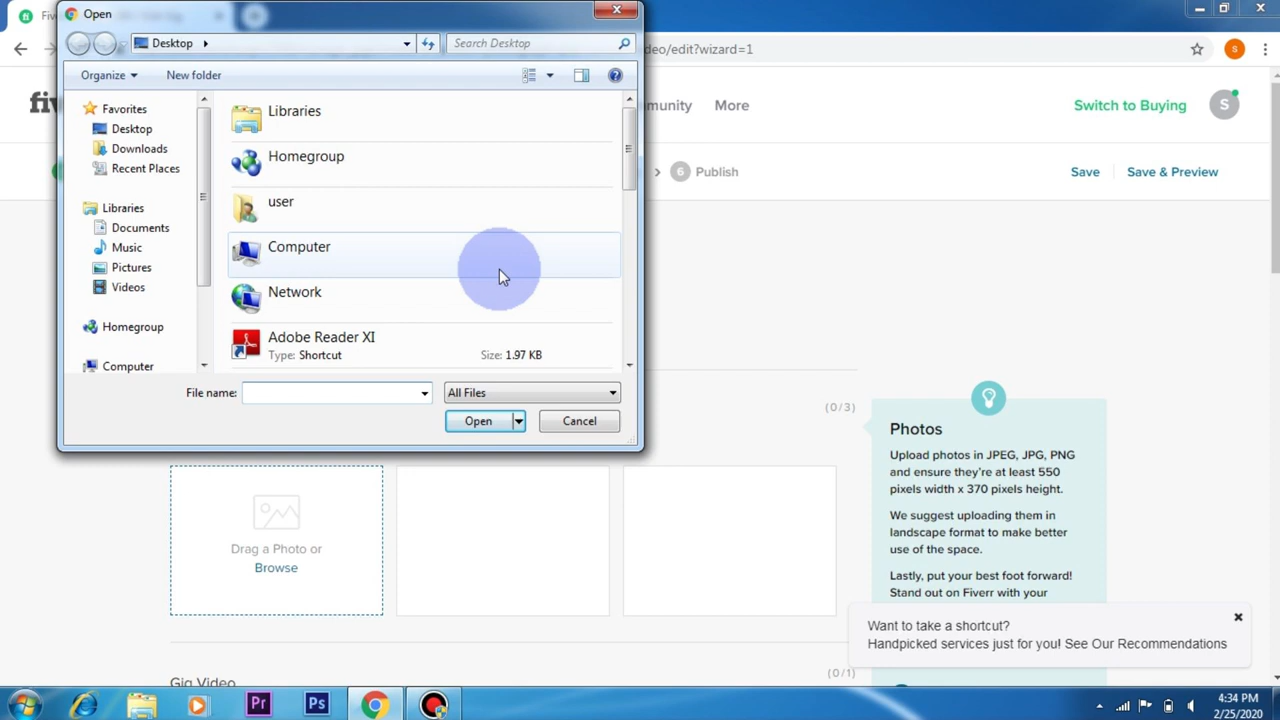 Open
Fiv
Desktop
Search Desktop
deo/edit?wizard=1
S
Organize
New folder
fiv
mmunity
More
Switch to Buying
S
Favorites
Desktop
Downloads
Recent Places
Libraries
Documents
Music
Pictures
Videos
Homegroup
Computer
Libraries
Homegroup
user
Computer
Network
Adobe Reader XI
Type: Shortcut
Size: 1.97 KB
6 Publish
Save
Save & Preview
File name:
All Files
Open
Cancel
(0/3)
Photos
Upload photos in JPEG, JPG, PNG
and ensure they're at least 550
pixels width x 370 pixels height.
We suggest uploading them in
landscape format to make better
use of the space.
Lastly, put your best foot forward!
Stand out on Fiverr with your
Drag a Photo or
Browse
Want to take a shortcut?
Handpicked services just for you! See Our Recommendations
(0/1)
Gig Video
Pr
Ps
4:34 PM
2/25/2020